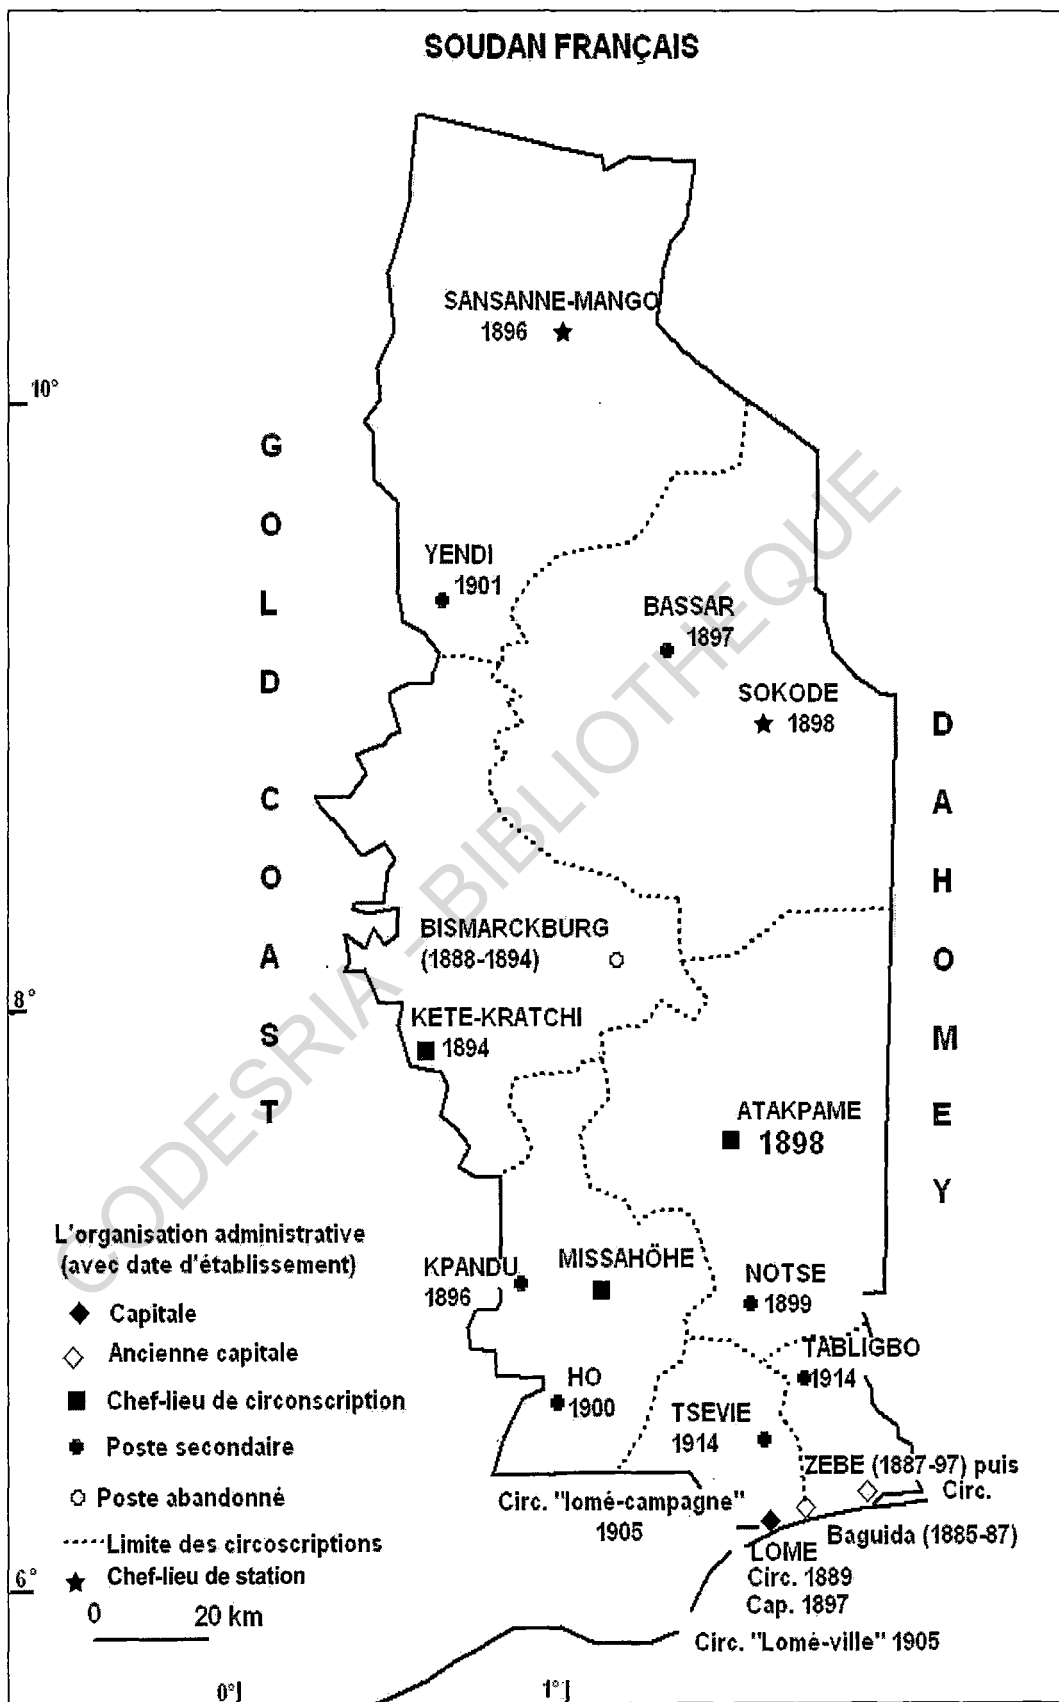 SOUDAN FRANÇAIS
SANSANNE-MANGO
1896
10°
GOLD COAST
YENDI
1901
BASSAR
1897
SOKODE
1898
DAHOMEY
BISMARCKBURG
(1888-1894)
8°
KETE-KRATCHI
1894
ATAKPAME
1898
L'organisation administrative
(avec date d'établissement)
Capitale
Ancienne capitale
Chef-lieu de circonscription
Poste secondaire
Poste abandonné
Limite des circoscriptions
Chef-lieu de station
KPANDU
1896
MISSAHÖHE
NOTSE
1899
TABLIGBO
1914
HO
1900
TSEVIE
1914
ZEBE (1887-97) puis
Circ.
Circ. "lomé-campagne"
1905
Baguida (1885-87)
LOME
Circ. 1889
Cap. 1897
Circ. "Lomé-ville" 1905
6°
0 20 km
0° 1°
CODESRIA - BIBLIOTHEQUE